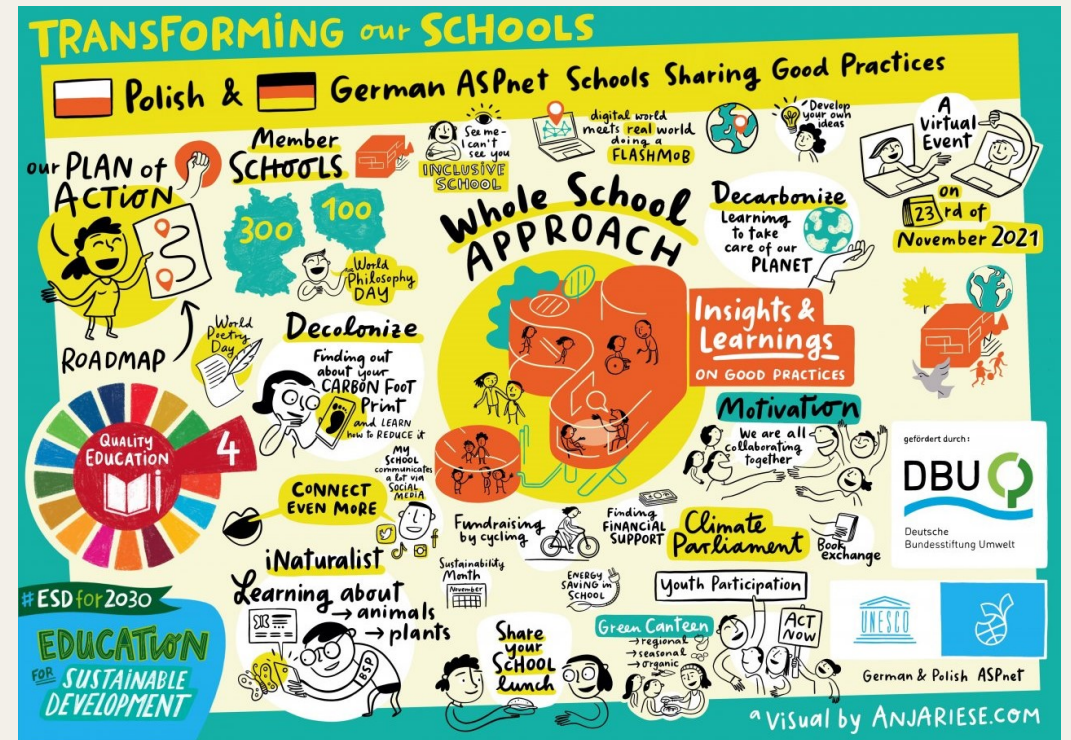 TRANSFORMiNG our SCHOOLS
Polish & German ASPnet Schools Sharing Good Practices
our PLAN of
ACTiON
ROADMAP
Member
SCHOOLS
300
100
World
Philosophy
DAY
World
Poetry
Day
See me-
I can't
see you
INCLUSIVE
SCHOOL
digital world
meets real world
doing a
FLASHMOB
Develop
your own
ideas
A
Virtual
Event
on
23rd of
November 2021
Whole School
APPROACH
Decarbonize
Learning
to take
care of our
PLANET
Insights &
Learnings
ON GOOD PRACTICES
Decolonize
Finding out
about your
CARBON FOOT
Print
and LEARN
how to REDUCE it
MY
SCHOOL
communicates
a lot via
SOCIAL
MEDIA
CONNECT
EVEN MORE
QUALITY
EDUCATION
4
Motivation
We are all
collaborating
together
gefördert durch:
DBU
Deutsche
Bundesstiftung Umwelt
Fundraising
by cycling
Finding
FiNANCiAL
SUPPORT
Climate
Parliament
Book
exchange
iNaturalist
Learning about
→ animals
→ plants
BSP
Sustainability
Month
November
ENERGY
SAVING in
SCHOOL
Youth Participation
ACT
NOW
Green Canteen
→ regional
→ seasonal
→ organic
Share
your
SCHOOL
lunch
#ESD for 2030
EDUCATION
FOR SUSTAINABLE
DEVELOPMENT
UNESCO
German & Polish ASPnet
a Visual by ANJARIESE.COM